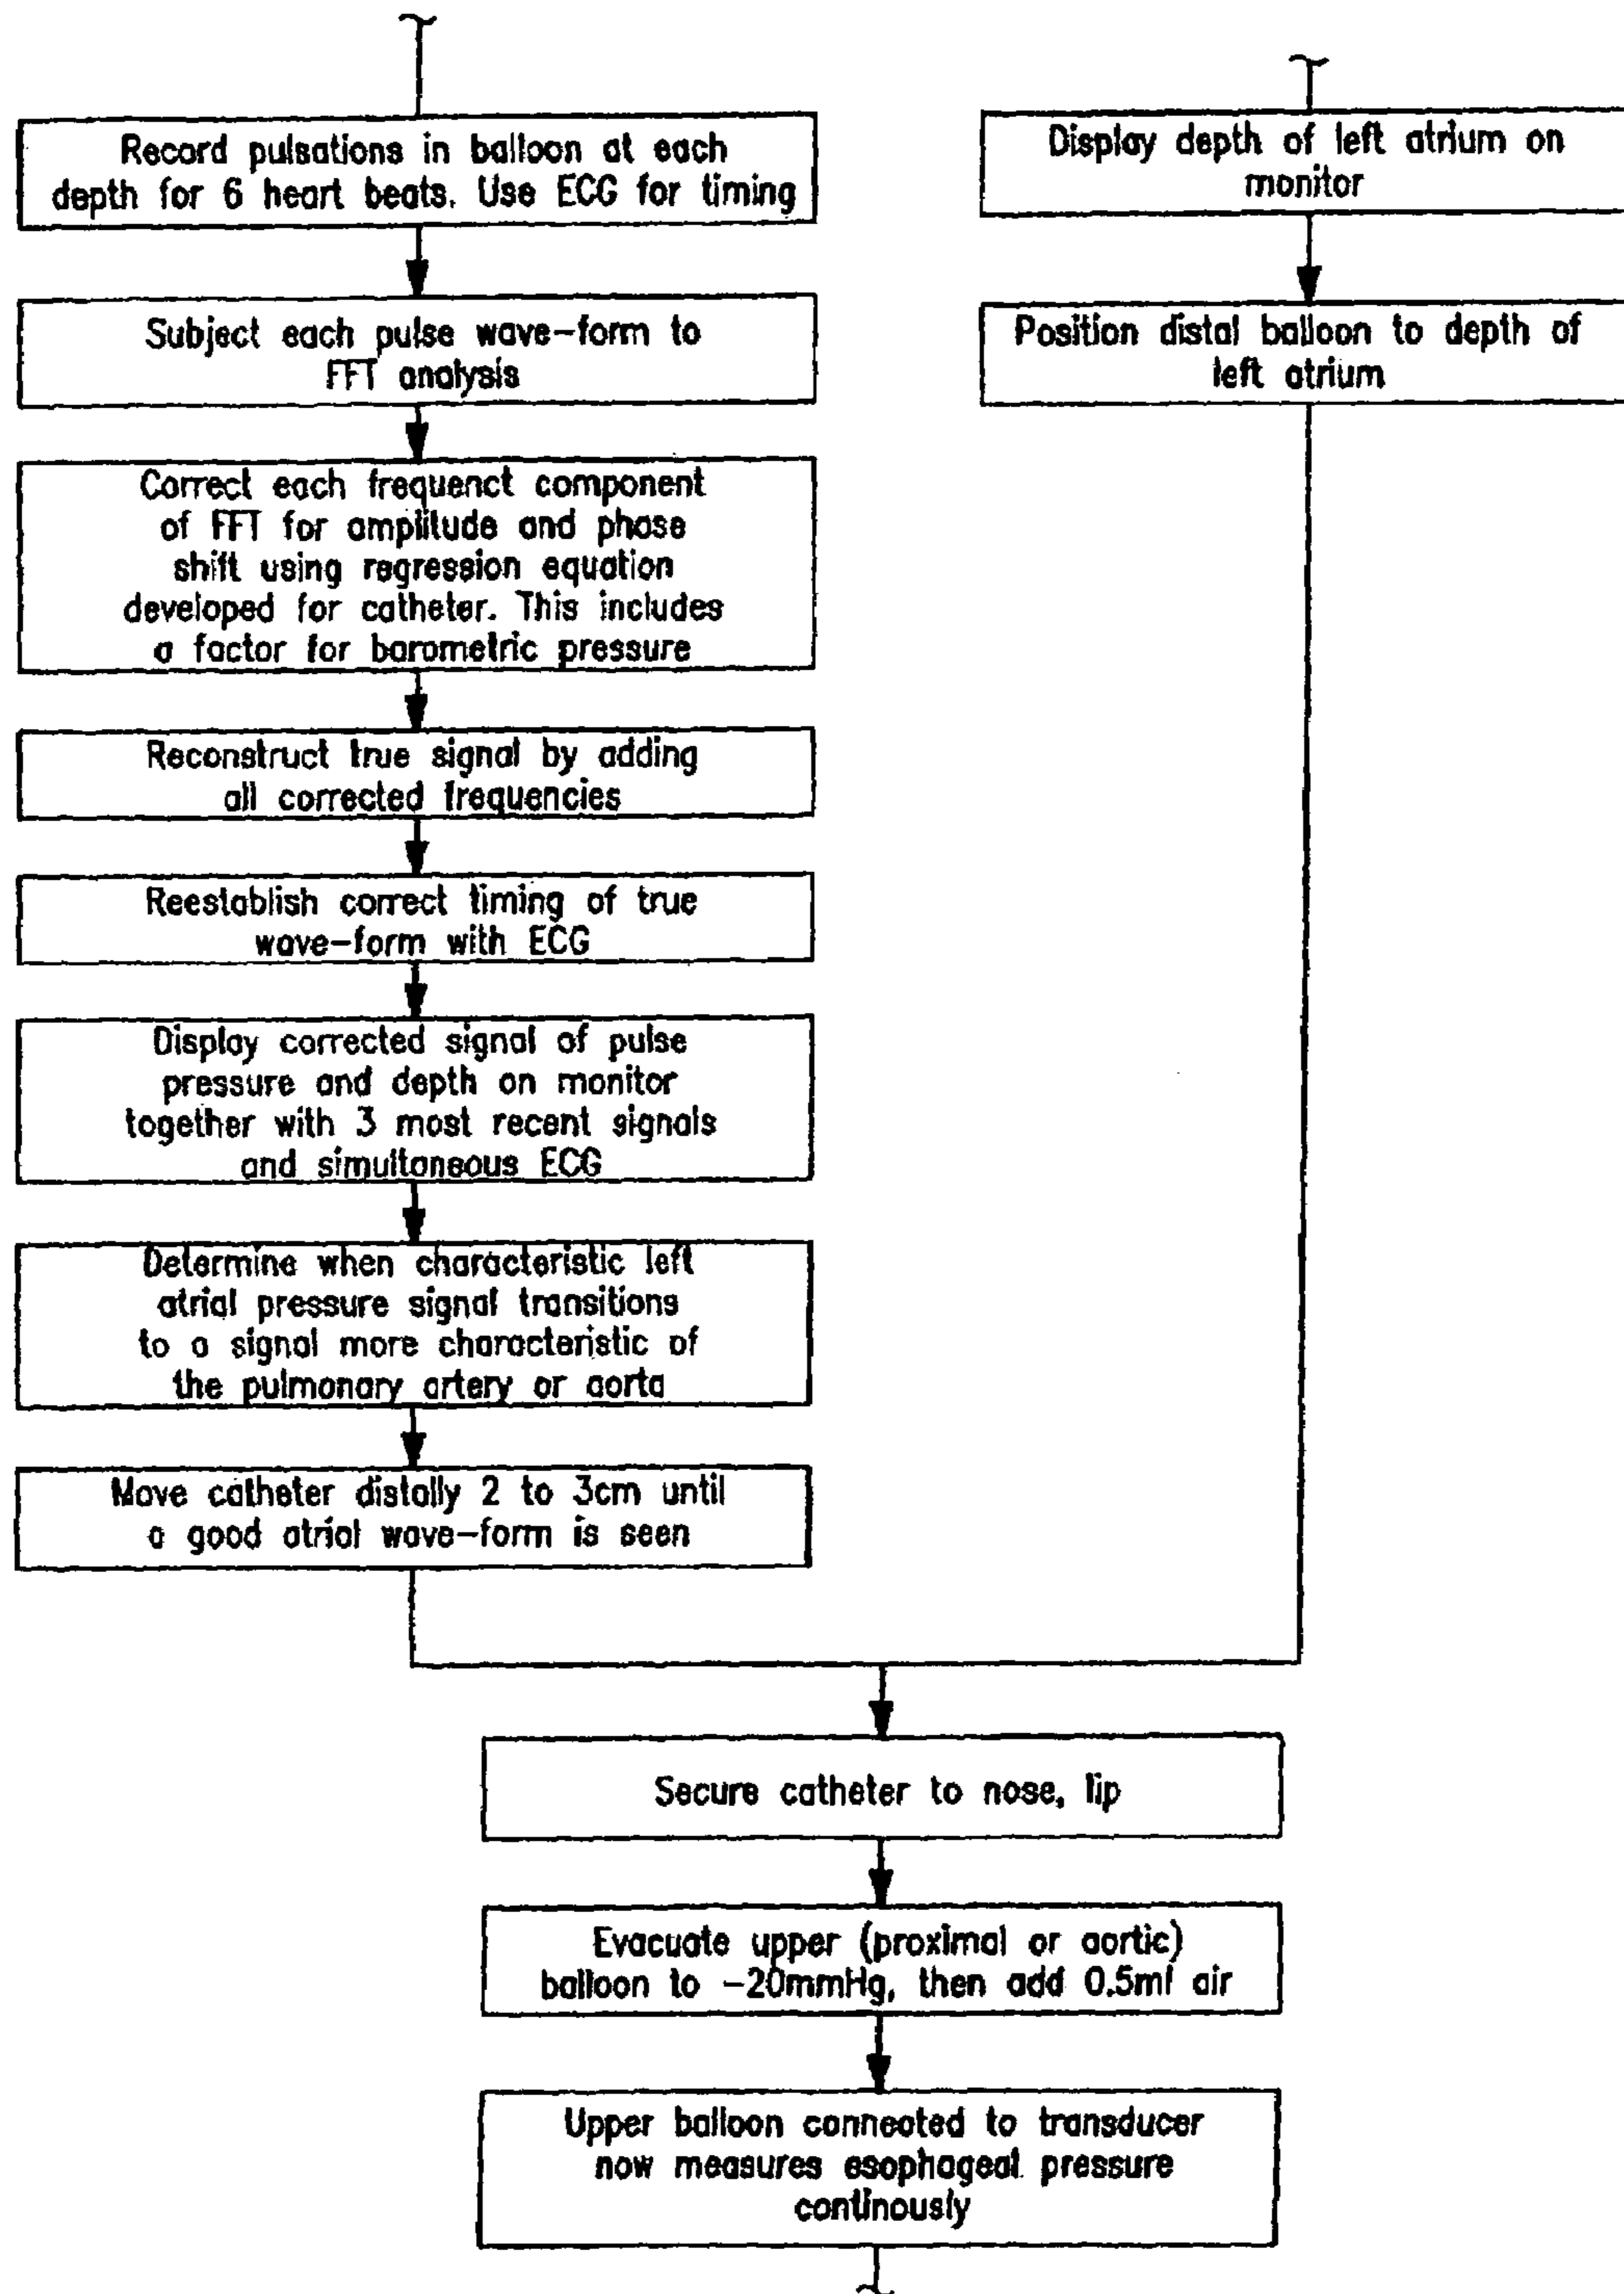 Record pulsations in balloon at each
depth for 6 heart beats. Use ECG for timing
Subject each pulse wave-form to
FFT analysis
Correct each frequenct component
of FFT for amplitude and phase
shift using regression equation
developed for catheter. This includes
a factor for barometric pressure
Reconstruct true signal by adding
all corrected frequencies
Reestablish correct timing of true
wave-form with ECG
Display corrected signal of pulse
pressure and depth on monitor
together with 3 most recent signals
and simultaneous ECG
Determine when characteristic left
atrial pressure signal transitions
to a signal more characteristic of
the pulmonary artery or aorta
Move catheter distally 2 to 3cm until
a good atrial wave-form is seen
Display depth of left atrium on
monitor
Position distal balloon to depth of
left atrium
Secure catheter to nose, lip
Evacuate upper (proximal or aortic)
balloon to -20mmHg, then add 0.5ml air
Upper balloon connected to transducer
now measures esophageal pressure
continously